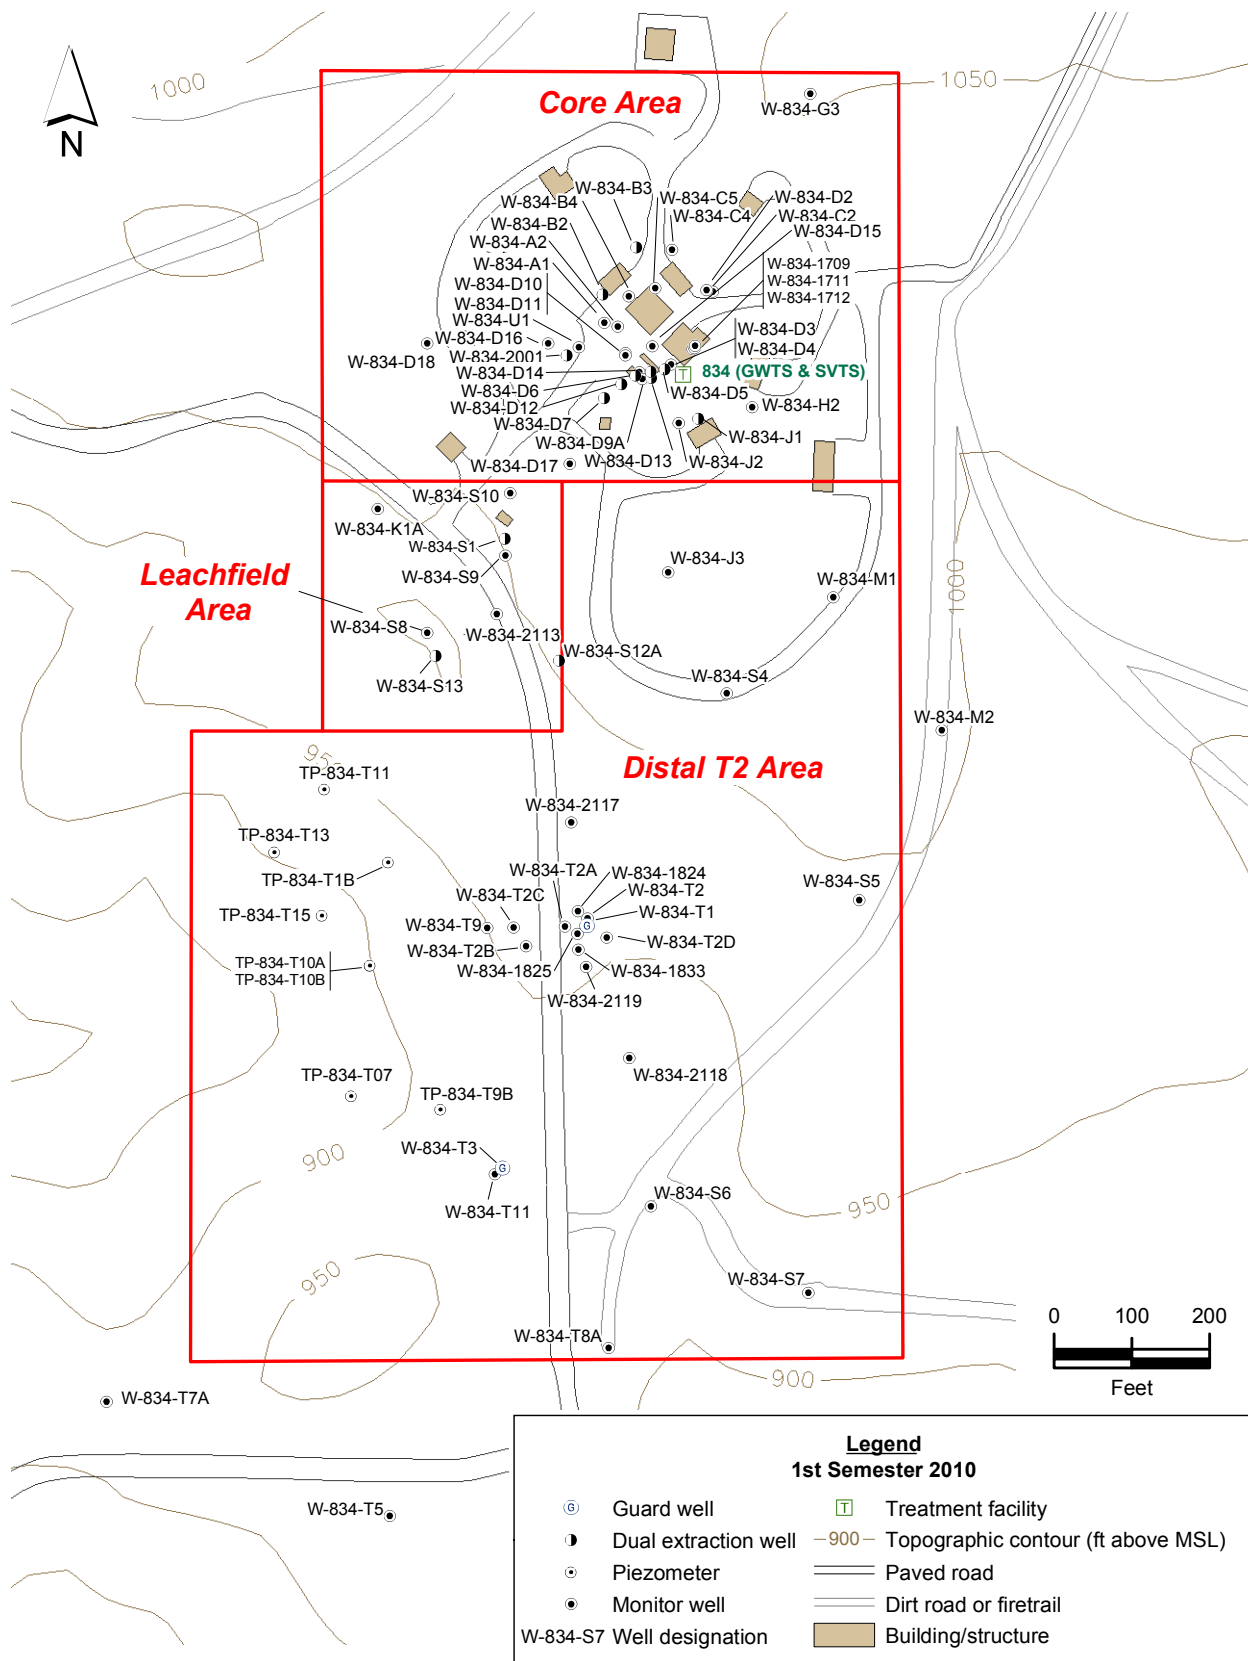 1000
1050
Core Area
W-834-G3
W-834-B3
W-834-B4
W-834-B2
W-834-A2
W-834-A1
W-834-D10
W-834-D11
W-834-U1
W-834-D16
W-834-D18
W-834-2001
W-834-D14
W-834-D6
W-834-D12
W-834-D7
W-834-D9A
W-834-D17
W-834-D13
W-834-C5
W-834-C4
W-834-D2
W-834-C2
W-834-D15
W-834-1709
W-834-1711
W-834-1712
W-834-D3
W-834-D4
T
834 (GWTS & SVTS)
W-834-D5
W-834-H2
W-834-J1
W-834-J2
W-834-S10
W-834-K1A
W-834-S1
W-834-S9
Leachfield
Area
W-834-S8
W-834-2113
W-834-S13
W-834-S12A
W-834-J3
W-834-M1
1000
W-834-S4
W-834-M2
Distal T2 Area
950
TP-834-T11
W-834-2117
TP-834-T13
TP-834-T1B
W-834-T2A
W-834-1824
W-834-T2
W-834-T1
G
W-834-S5
TP-834-T15
W-834-T2C
W-834-T9
W-834-T2B
W-834-T2D
TP-834-T10A
TP-834-T10B
W-834-1825
W-834-1833
W-834-2119
W-834-2118
TP-834-T07
TP-834-T9B
900
W-834-T3
G
W-834-T11
W-834-S6
950
950
W-834-S7
W-834-T8A
900
W-834-T7A
W-834-T5
N
0 100 200
Feet
Legend
1st Semester 2010
G Guard well
Dual extraction well
Piezometer
Monitor well
W-834-S7 Well designation
T Treatment facility
900 Topographic contour (ft above MSL)
Paved road
Dirt road or firetrail
Building/structure